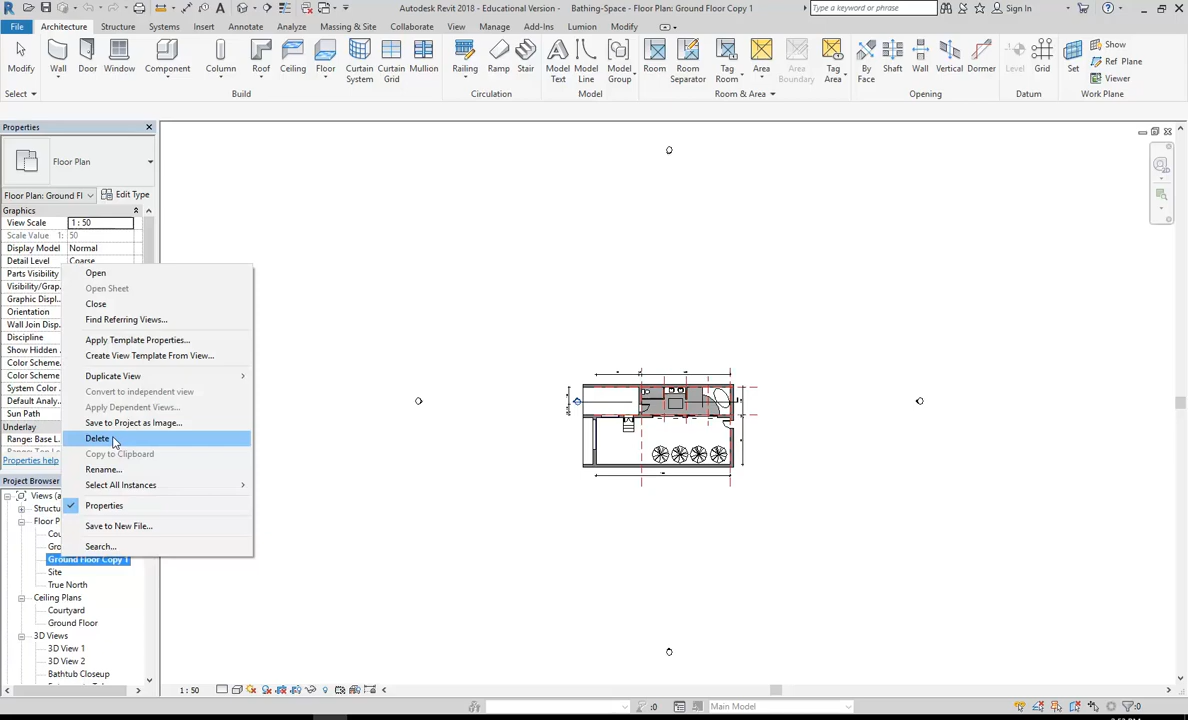 Autodesk Revit 2018 - Educational Version - Bathing-Space - Floor Plan: Ground Floor Copy 1
Type a keyword or phrase
Sign In
File Architecture Structure Systems Insert Annotate Analyze Massing & Site Collaborate View Manage Add-Ins Lumion Modify
Modify Wall Door Window Component Column Roof Ceiling Floor Curtain System Curtain Grid Mullion Railing Ramp Stair Model Text Model Line Model Group Room Room Separator Tag Room Area Area Boundary Tag Area By Face Shaft Wall Vertical Dormer Level Grid Set Show Ref Plane Viewer
Select Build Circulation Model Room & Area Opening Datum Work Plane
Properties
Floor Plan
Floor Plan: Ground Fl
Edit Type
Graphics
View Scale 1 : 50
Scale Value 1: 50
Display Model Normal
Detail Level Coarse
Parts Visibility
Visibility/Grap..
Graphic Displ..
Orientation
Wall Join Disp..
Discipline
Show Hidden
Color Scheme
Color Scheme..
System Color
Default Analy..
Sun Path
Underlay
Range: Base L..
Properties help
Open
Open Sheet
Close
Find Referring Views...
Apply Template Properties...
Create View Template From View...
Duplicate View
Convert to independent view
Apply Dependent Views...
Save to Project as Image...
Delete
Copy to Clipboard
Rename...
Select All Instances
Properties
Save to New File...
Search...
Project Browser
Views (a
Structu
Floor P
Cou
Gro
Ground Floor Copy 1
Site
True North
Ceiling Plans
Courtyard
Ground Floor
3D Views
3D View 1
3D View 2
Bathtub Closeup
1 : 50
:0
Main Model
:0